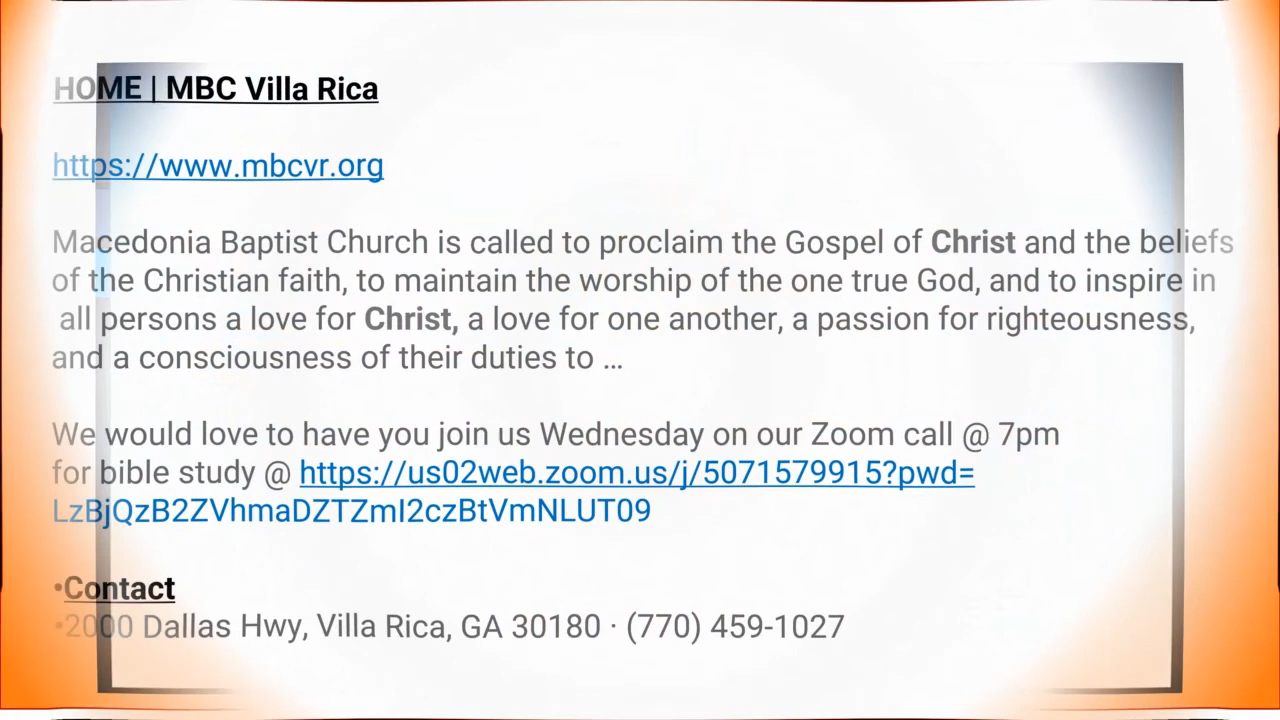 HOME | MBC Villa Rica
https://www.mbcvr.org
Macedonia Baptist Church is called to proclaim the Gospel of Christ and the beliefs
of the Christian faith, to maintain the worship of the one true God, and to inspire in
all persons a love for Christ, a love for one another, a passion for righteousness,
and a consciousness of their duties to ...
We would love to have you join us Wednesday on our Zoom call @ 7pm
for bible study @ https://us02web.zoom.us/j/5071579915?pwd=
LzBjQzB2ZVhmaDZTZmI2czBtVmNLUT09
•Contact
•2000 Dallas Hwy, Villa Rica, GA 30180 · (770) 459-1027